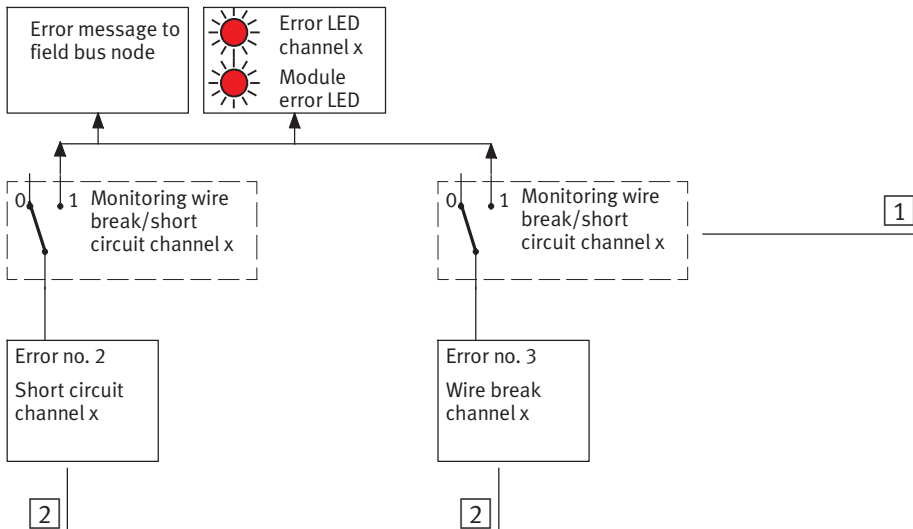 Error message to
field bus node
Error LED
channel x
Module
error LED
0
1
Monitoring wire
break/short
circuit channel x
0
1
Monitoring wire
break/short
circuit channel x
1
Error no. 2
Short circuit
channel x
Error no. 3
Wire break
channel x
2
2